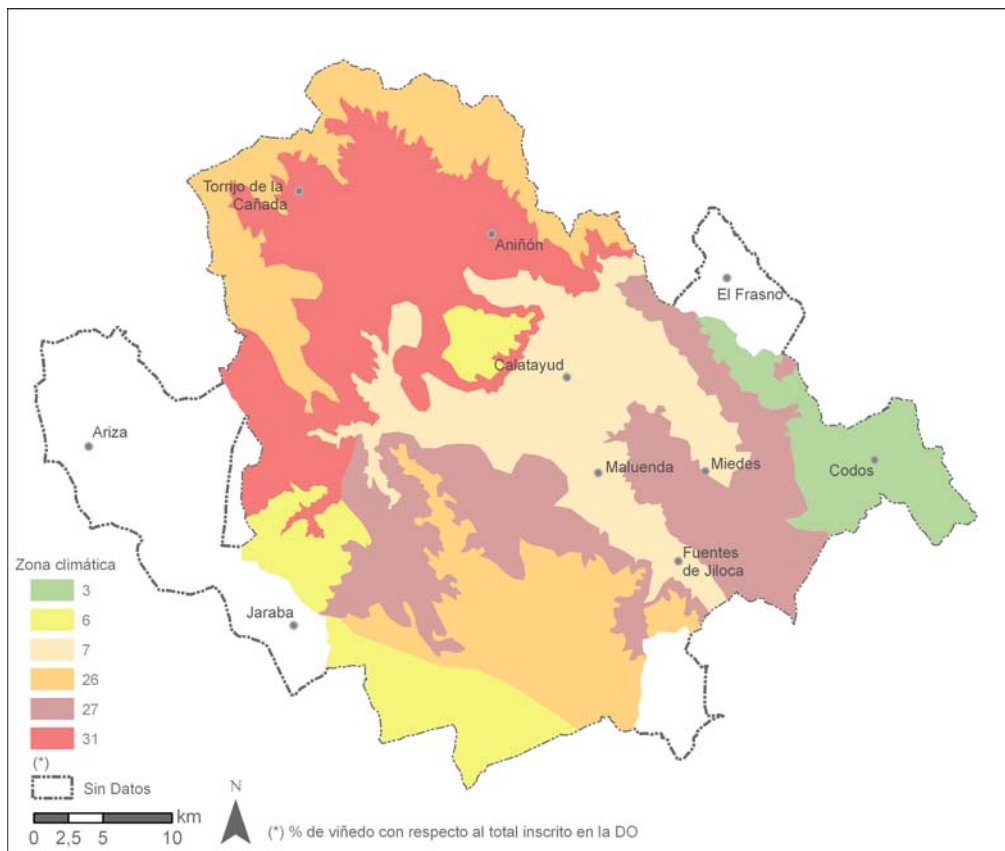 Torrijo de la
Cañada
Aniñón
El Frasno
Calatayud
Ariza
Maluenda
Miedes
Codos
Fuentes
de Jiloca
Jaraba
Zona climática
3
6
7
26
27
31
(*)
Sin Datos
km
0 2,5 5 10
N
(*) % de viñedo con respecto al total inscrito en la DO